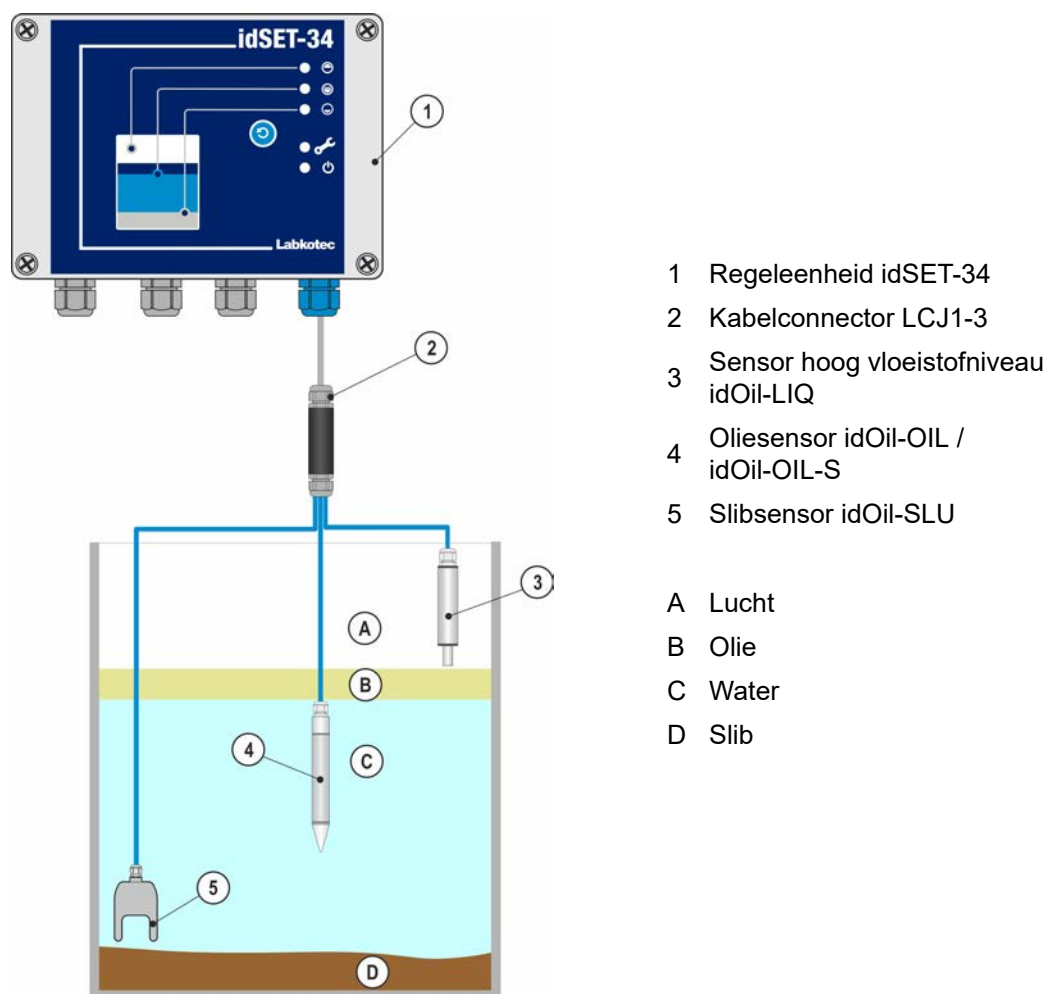 idSET-34
Labkotec
1
2
3
A
B
4
C
5
D
1 Regeleenheid idSET-34
2 Kabelconnector LCJ1-3
3 Sensor hoog vloeistofniveau
idOil-LIQ
4 Oliesensor idOil-OIL /
idOil-OIL-S
5 Slibsensor idOil-SLU
A Lucht
B Olie
C Water
D Slib